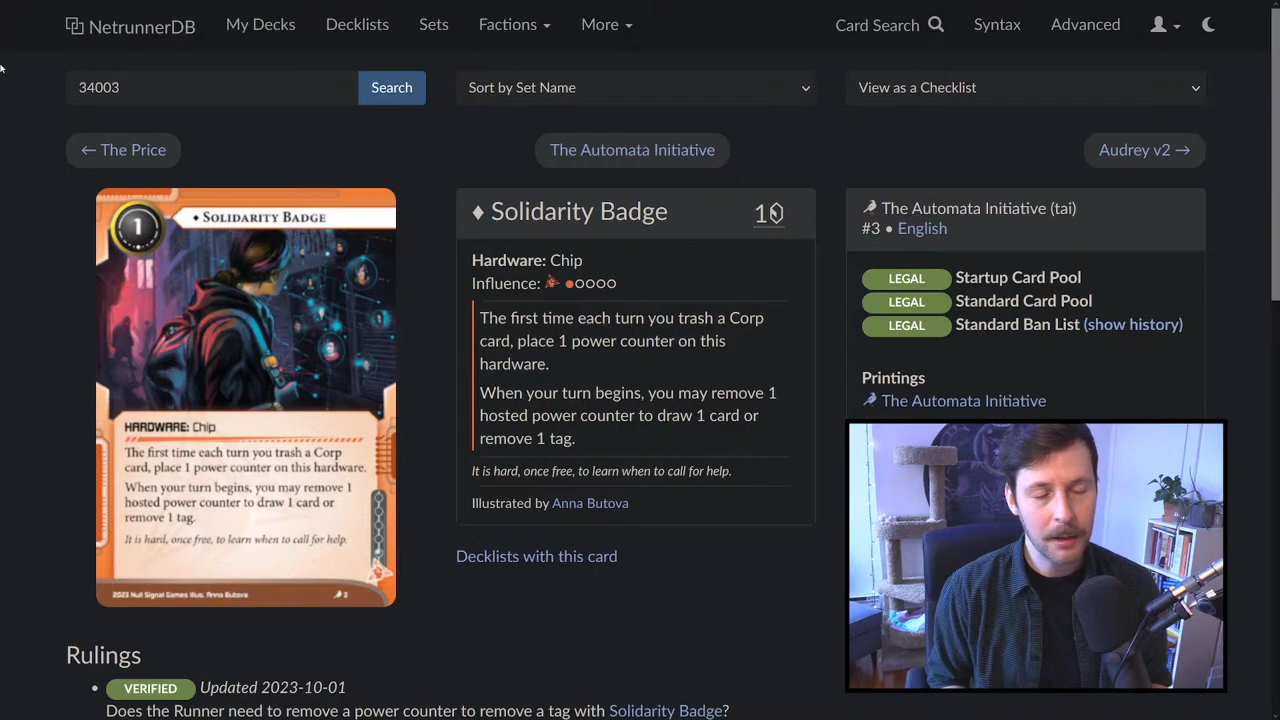 NetrunnerDB My Decks Decklists Sets Factions More Card Search Syntax Advanced
34003 Search Sort by Set Name View as a Checklist
← The Price The Automata Initiative Audrey v2 →
1 ♦ SOLIDARITY BADGE
HARDWARE: Chip
The first time each turn you trash a Corp
card, place 1 power counter on this hardware.
When your turn begins, you may remove 1
hosted power counter to draw 1 card or
remove 1 tag.
It is hard, once free, to learn when to call for help.
2023 Null Signal Games Illus. Anna Butova 3
♦ Solidarity Badge 1
Hardware: Chip
Influence:
The first time each turn you trash a Corp
card, place 1 power counter on this
hardware.
When your turn begins, you may remove 1
hosted power counter to draw 1 card or
remove 1 tag.
It is hard, once free, to learn when to call for help.
Illustrated by Anna Butova
Decklists with this card
The Automata Initiative (tai)
#3 • English
LEGAL Startup Card Pool
LEGAL Standard Card Pool
LEGAL Standard Ban List (show history)
Printings
The Automata Initiative
Rulings
• VERIFIED Updated 2023-10-01
Does the Runner need to remove a power counter to remove a tag with Solidarity Badge?